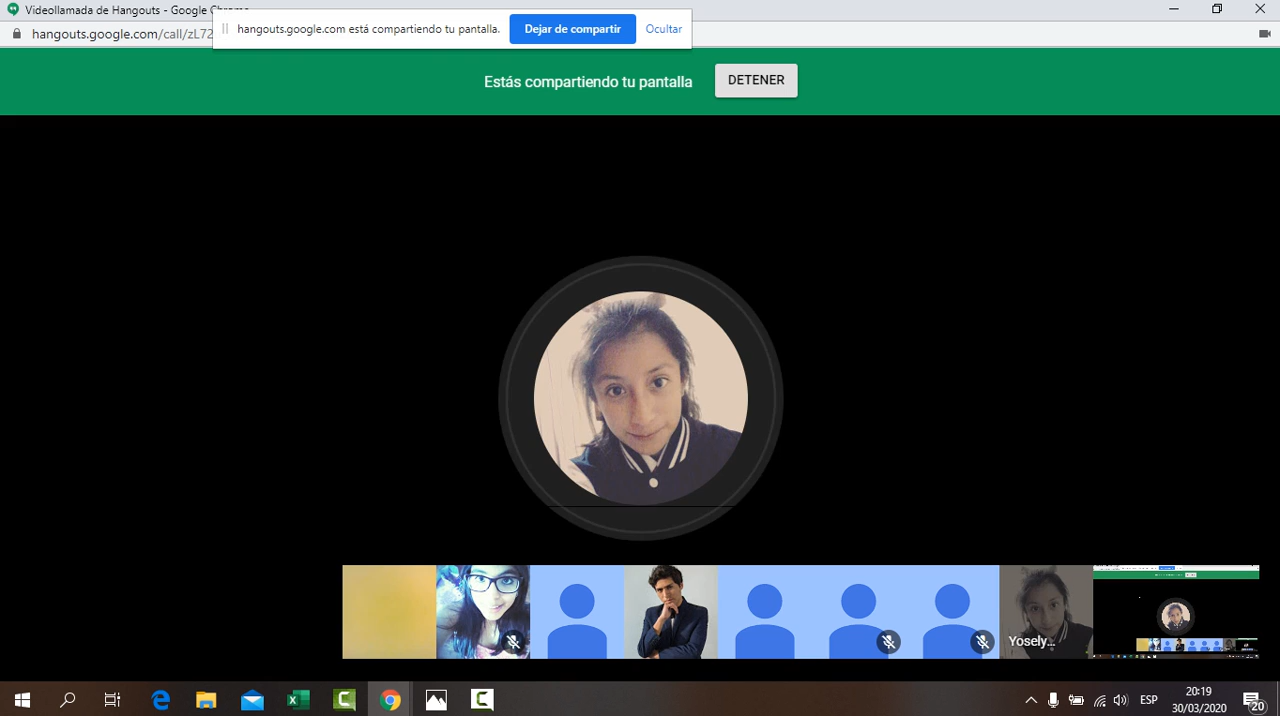 Videollamada de Hangouts - Google Chrome
hangouts.google.com está compartiendo tu pantalla.
Dejar de compartir
Ocultar
hangouts.google.com/call/zL72
Estás compartiendo tu pantalla
DETENER
Yosely...
ESP
20:19
30/03/2020
20